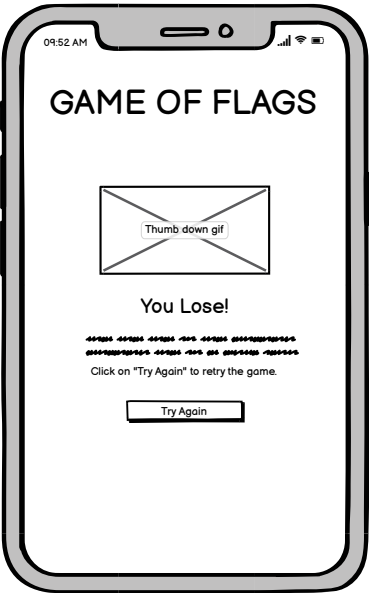 09:52 AM
GAME OF FLAGS
Thumb down gif
You Lose!
Click on "Try Again" to retry the game.
Try Again